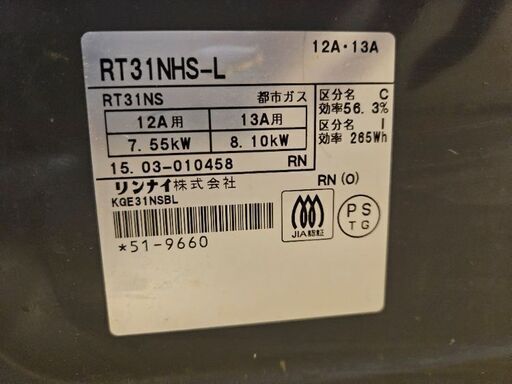 12A・13A
RT31NHS-L
RT31NS 都市ガス
12A用 13A用
7.55kW 8.10kW
区分名 C
効率56.3%
区分名 I
効率 265Wh
15.03-010458 RN
リンナイ株式会社
KGE31NSBL
RN(O)
JIA認証
PS
TG
*51-9660